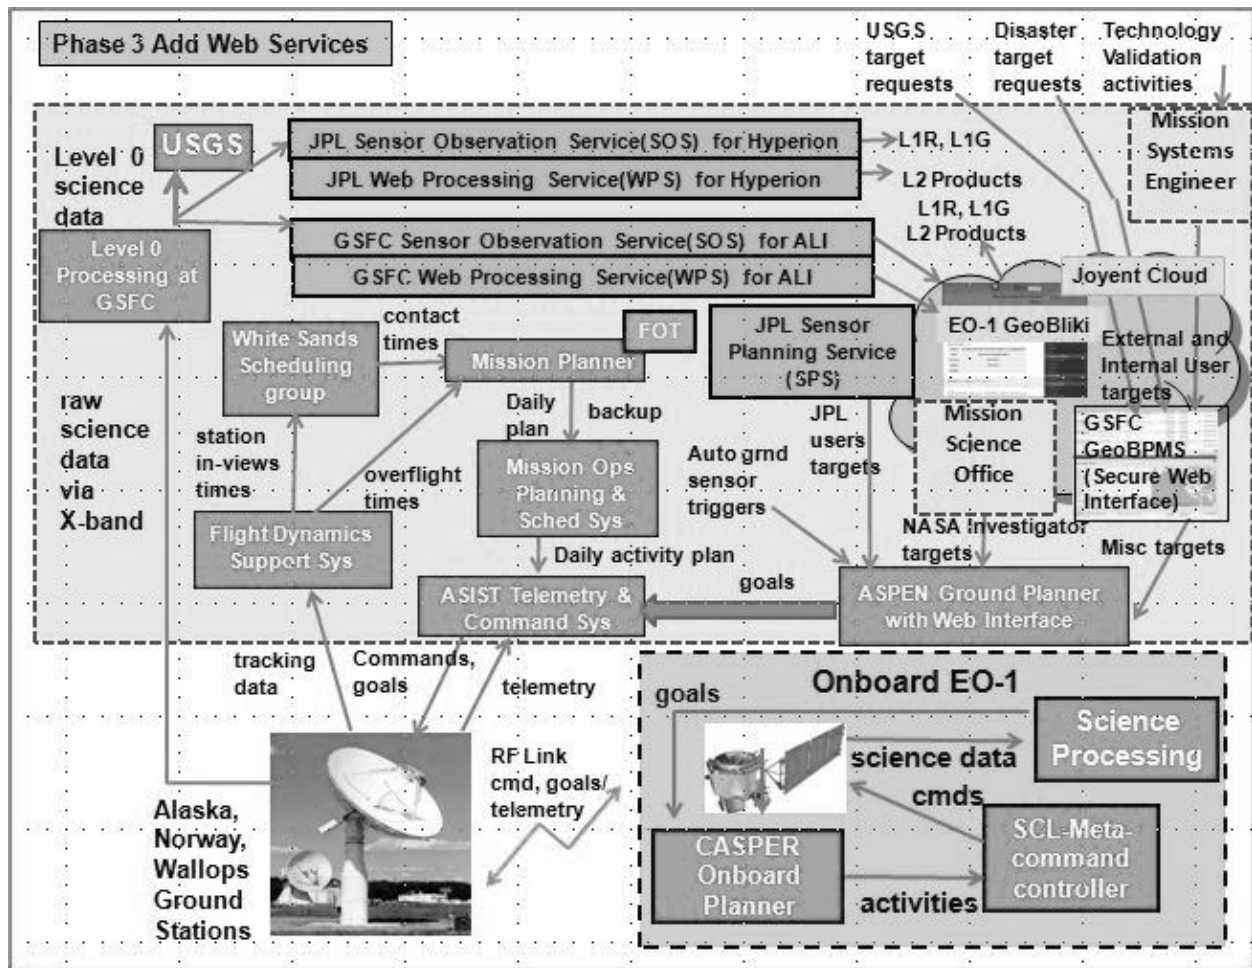 Phase 3 Add Web Services
USGS
target
requests
Disaster
target
requests
Technology
Validation
activities
Mission
Systems
Engineer
Level 0
science
data
USGS
JPL Sensor Observation Service(SOS) for Hyperion
JPL Web Processing Service(WPS) for Hyperion
L1R, L1G
L2 Products
L1R, L1G
L2 Products
GSFC Sensor Observation Service(SOS) for ALI
GSFC Web Processing Service(WPS) for ALI
Level 0
Processing at
GSFC
Joyent Cloud
EO-1 GeoBliki
contact
times
White Sands
Scheduling
group
Mission Planner
FOT
JPL Sensor
Planning Service
(SPS)
External and
Internal User
targets
raw
science
data
via
X-band
station
in-views
times
overflight
times
Daily
plan
backup
Mission Ops
Planning &
Sched Sys
Auto grnd
sensor
triggers
JPL
users
targets
Mission
Science
Office
GSFC
GeoBPMS
(Secure Web
Interface)
Flight Dynamics
Support Sys
Daily activity plan
NASA Investigator
targets
Misc targets
ASIST Telemetry &
Command Sys
goals
ASPEN Ground Planner
with Web Interface
tracking
data
Commands,
goals
telemetry
Onboard EO-1
goals
Science
Processing
science data
cmds
RF Link
cmd, goals/
telemetry
Alaska,
Norway,
Wallops
Ground
Stations
CASPER
Onboard
Planner
activities
SCL-Meta-
command
controller